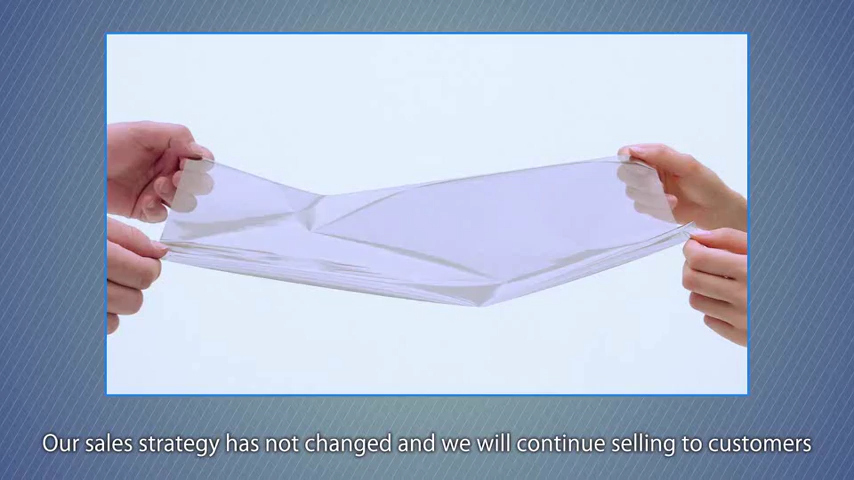 Our sales strategy has not changed and we will continue selling to customers